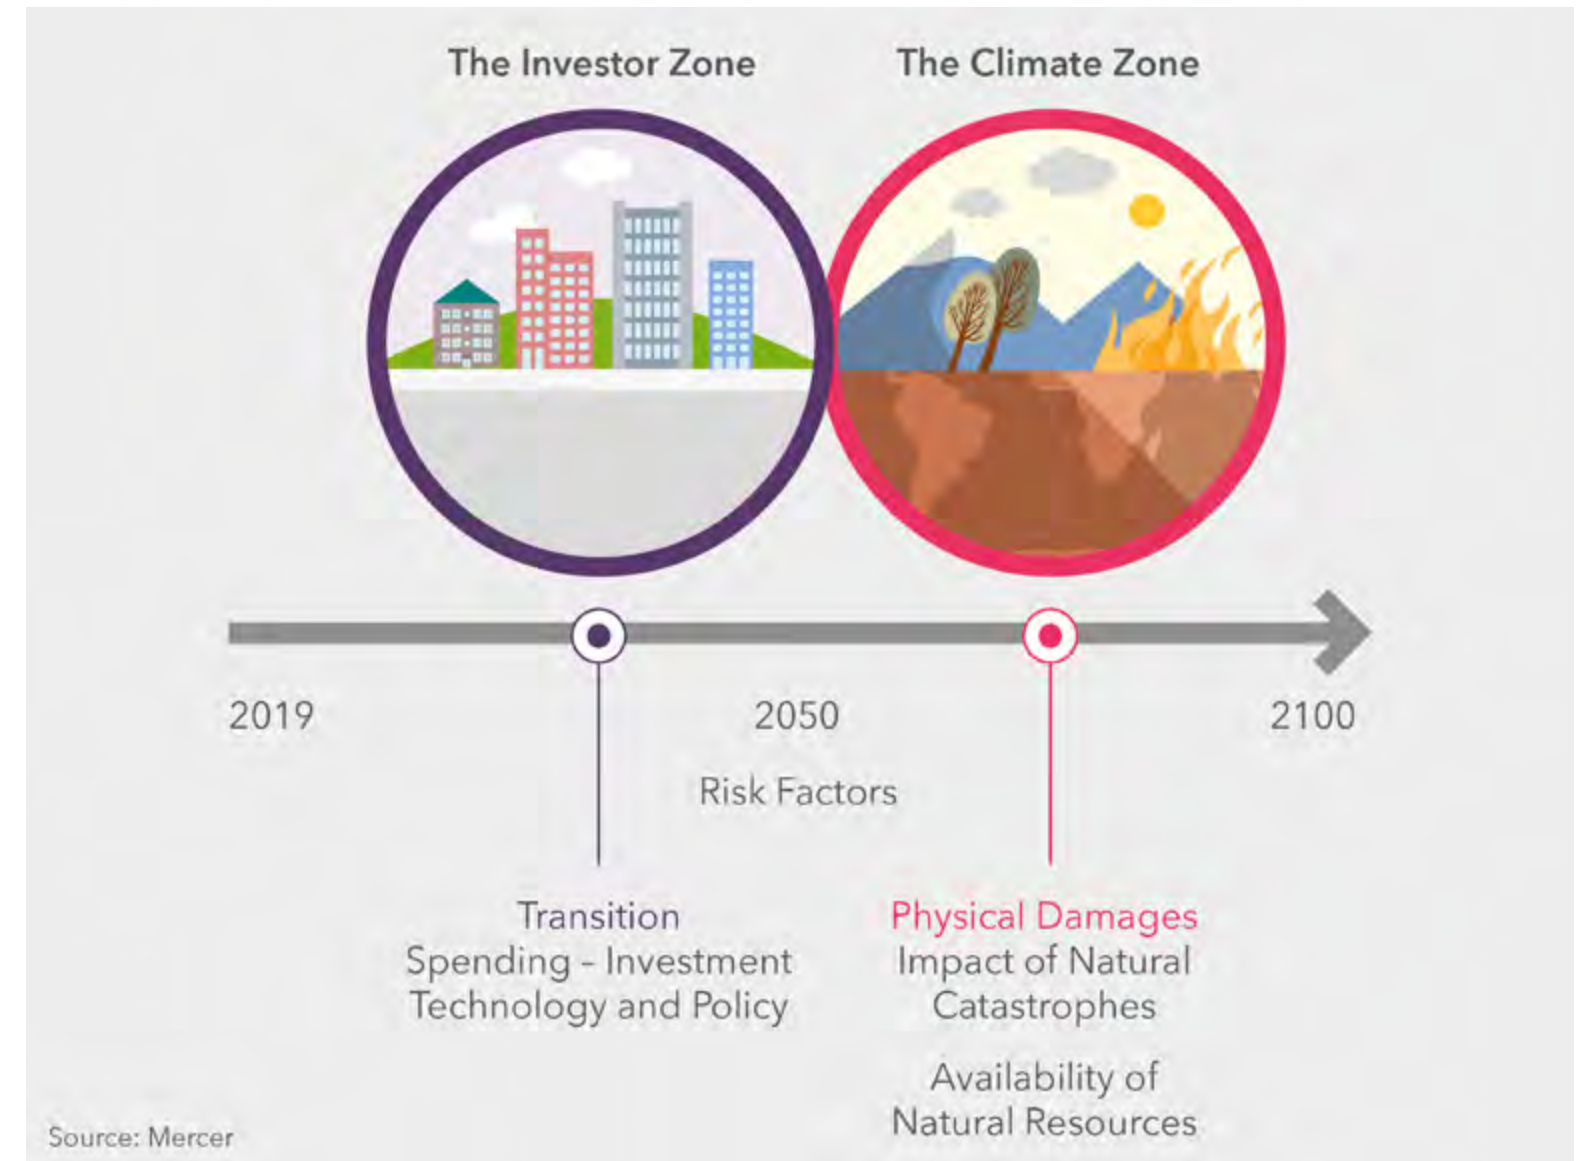 The Investor Zone
The Climate Zone
2019
2050
2100
Risk Factors
Transition
Spending – Investment
Technology and Policy
Physical Damages
Impact of Natural
Catastrophes
Availability of
Natural Resources
Source: Mercer